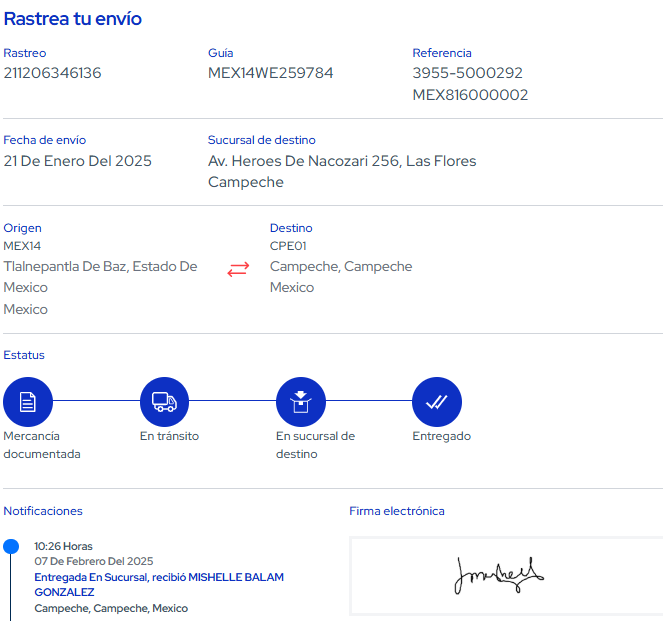 Rastrea tu envío
Rastreo
211206346136
Guía
MEX14WE259784
Referencia
3955-5000292
MEX816000002
Fecha de envío
21 De Enero Del 2025
Sucursal de destino
Av. Heroes De Nacozari 256, Las Flores
Campeche
Origen
MEX14
Tlalnepantla De Baz, Estado De
Mexico
Mexico
Destino
CPE01
Campeche, Campeche
Mexico
Estatus
Mercancía
documentada
En tránsito
En sucursal de
destino
Entregado
Notificaciones
10:26 Horas
07 De Febrero Del 2025
Entregada En Sucursal, recibió MISHELLE BALAM
GONZALEZ
Campeche, Campeche, Mexico
Firma electrónica